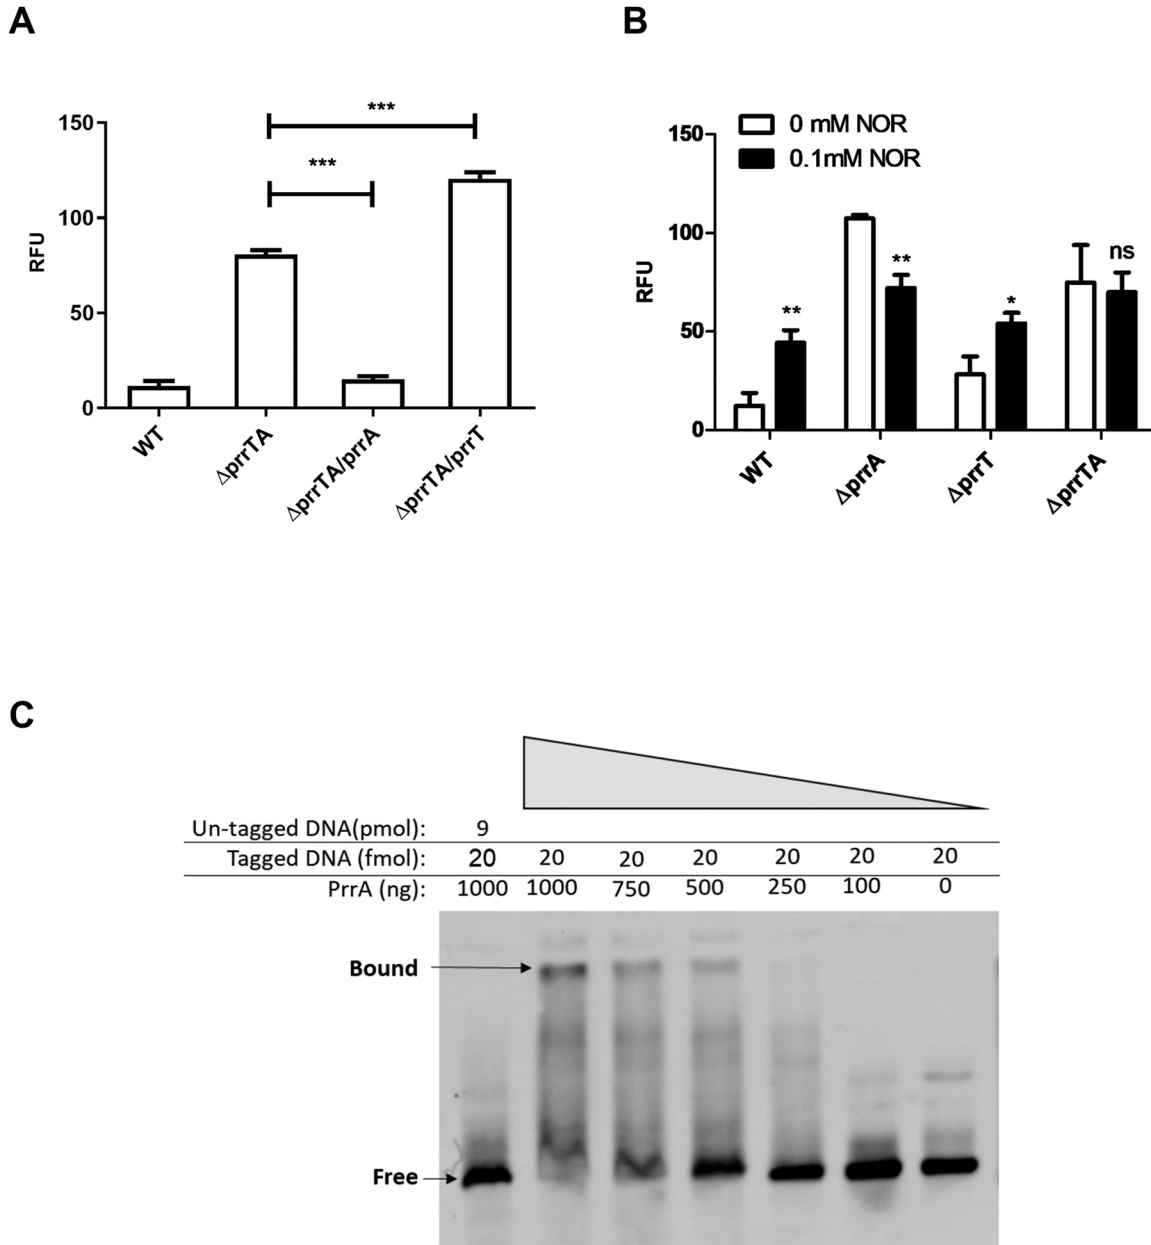 A
***
***
150
100
50
0
RFU
WT
ΔprrTA
ΔprrTA/prrA
ΔprrTA/prrT
B
0 mM NOR
0.1mM NOR
150
100
50
0
RFU
**
**
*
ns
WT
ΔprrA
ΔprrT
ΔprrTA
C
Un-tagged DNA(pmol): 9
Tagged DNA (fmol): 20 20 20 20 20 20 20
PrrA (ng): 1000 1000 750 500 250 100 0
Bound
Free